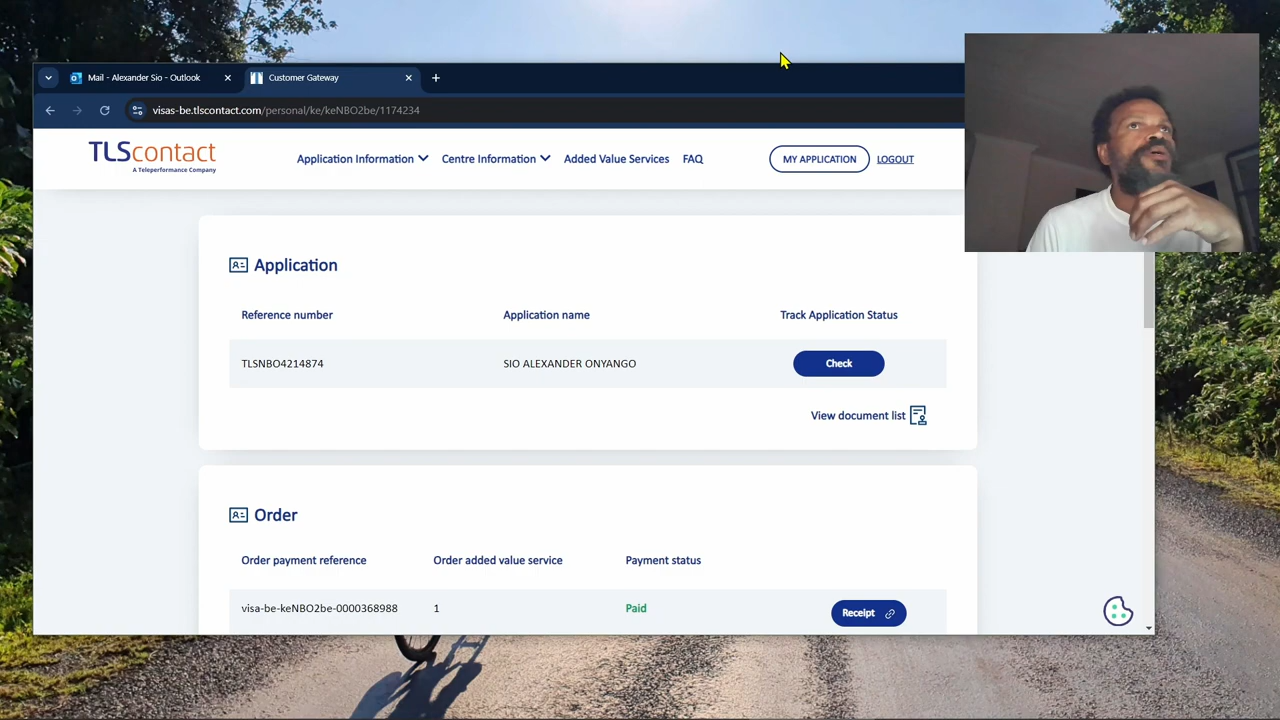 Mail - Alexander Sio - Outlook
Customer Gateway
visas-be.tlscontact.com/personal/ke/keNBO2be/1174234
TLScontact
A Teleperformance Company
Application Information
Centre Information
Added Value Services
FAQ
MY APPLICATION
LOGOUT
Application
Reference number
Application name
Track Application Status
TLSNBO4214874
SIO ALEXANDER ONYANGO
Check
View document list
Order
Order payment reference
Order added value service
Payment status
visa-be-keNBO2be-0000368988
1
Paid
Receipt